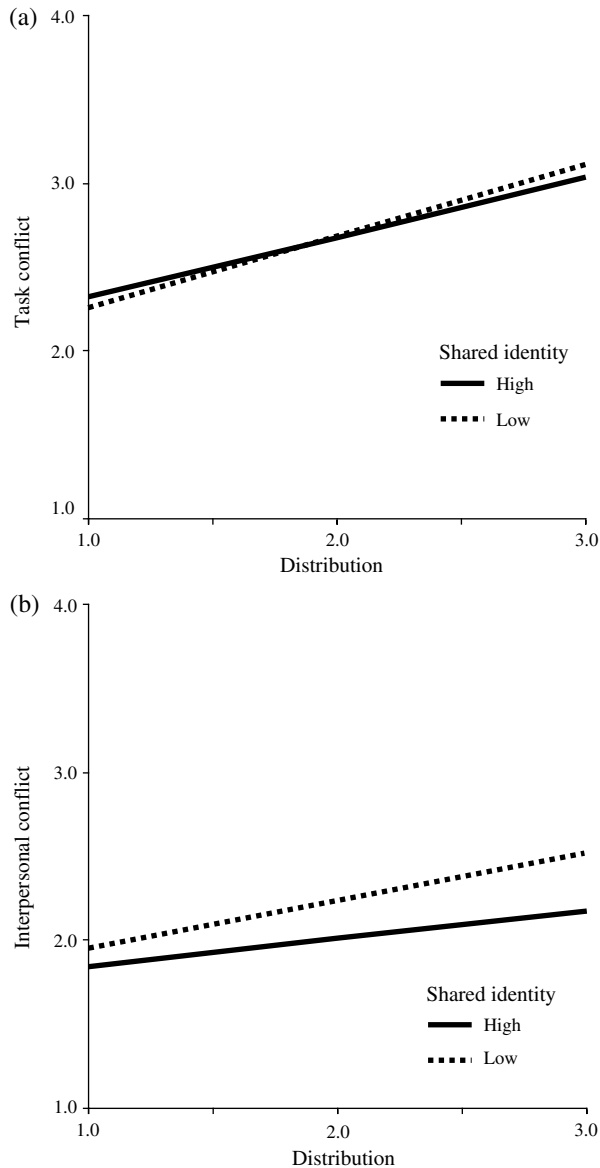 (a)
4.0
3.0
2.0
1.0
Task conflict
Shared identity
High
Low
1.0 2.0 3.0
Distribution
(b)
4.0
3.0
2.0
1.0
Interpersonal conflict
Shared identity
High
Low
1.0 2.0 3.0
Distribution